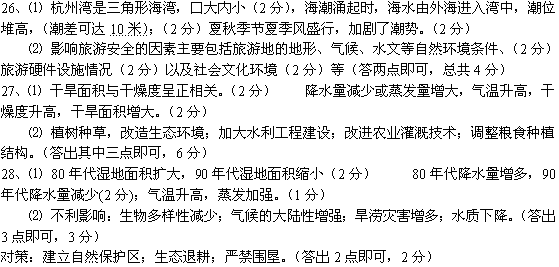 26、⑴ 杭州湾是三角形海湾，口大内小（2 分），海潮涌起时，海水由外海进入湾中，潮位
堆高，（潮差可达 10 米）；（2 分）夏秋季节夏季风盛行，加剧了潮势。（2 分）
⑵ 影响旅游安全的因素主要包括旅游地的地形、气候、水文等自然环境条件、（2 分）
旅游硬件设施情况（2 分）以及社会文化环境（2 分）等（答两点即可，总共 4 分）
27、⑴ 干旱面积与干燥度呈正相关。（2 分） 降水量减少或蒸发量增大，气温升高，干
燥度升高，干旱面积增大。（2 分）
⑵ 植树种草，改造生态环境；加大水利工程建设；改进农业灌溉技术；调整粮食种植
结构。（答出其中三点即可，6 分）
28、⑴ 80 年代湿地面积扩大，90 年代湿地面积缩小（2 分） 80 年代降水量增多，90
年代降水量减少(2 分)；气温升高，蒸发加强。（1 分）
⑵ 不利影响：生物多样性减少；气候的大陆性增强；旱涝灾害增多；水质下降。（答出
3 点即可，3 分）
对策：建立自然保护区；生态退耕；严禁围垦。（答出 2 点即可，2 分）